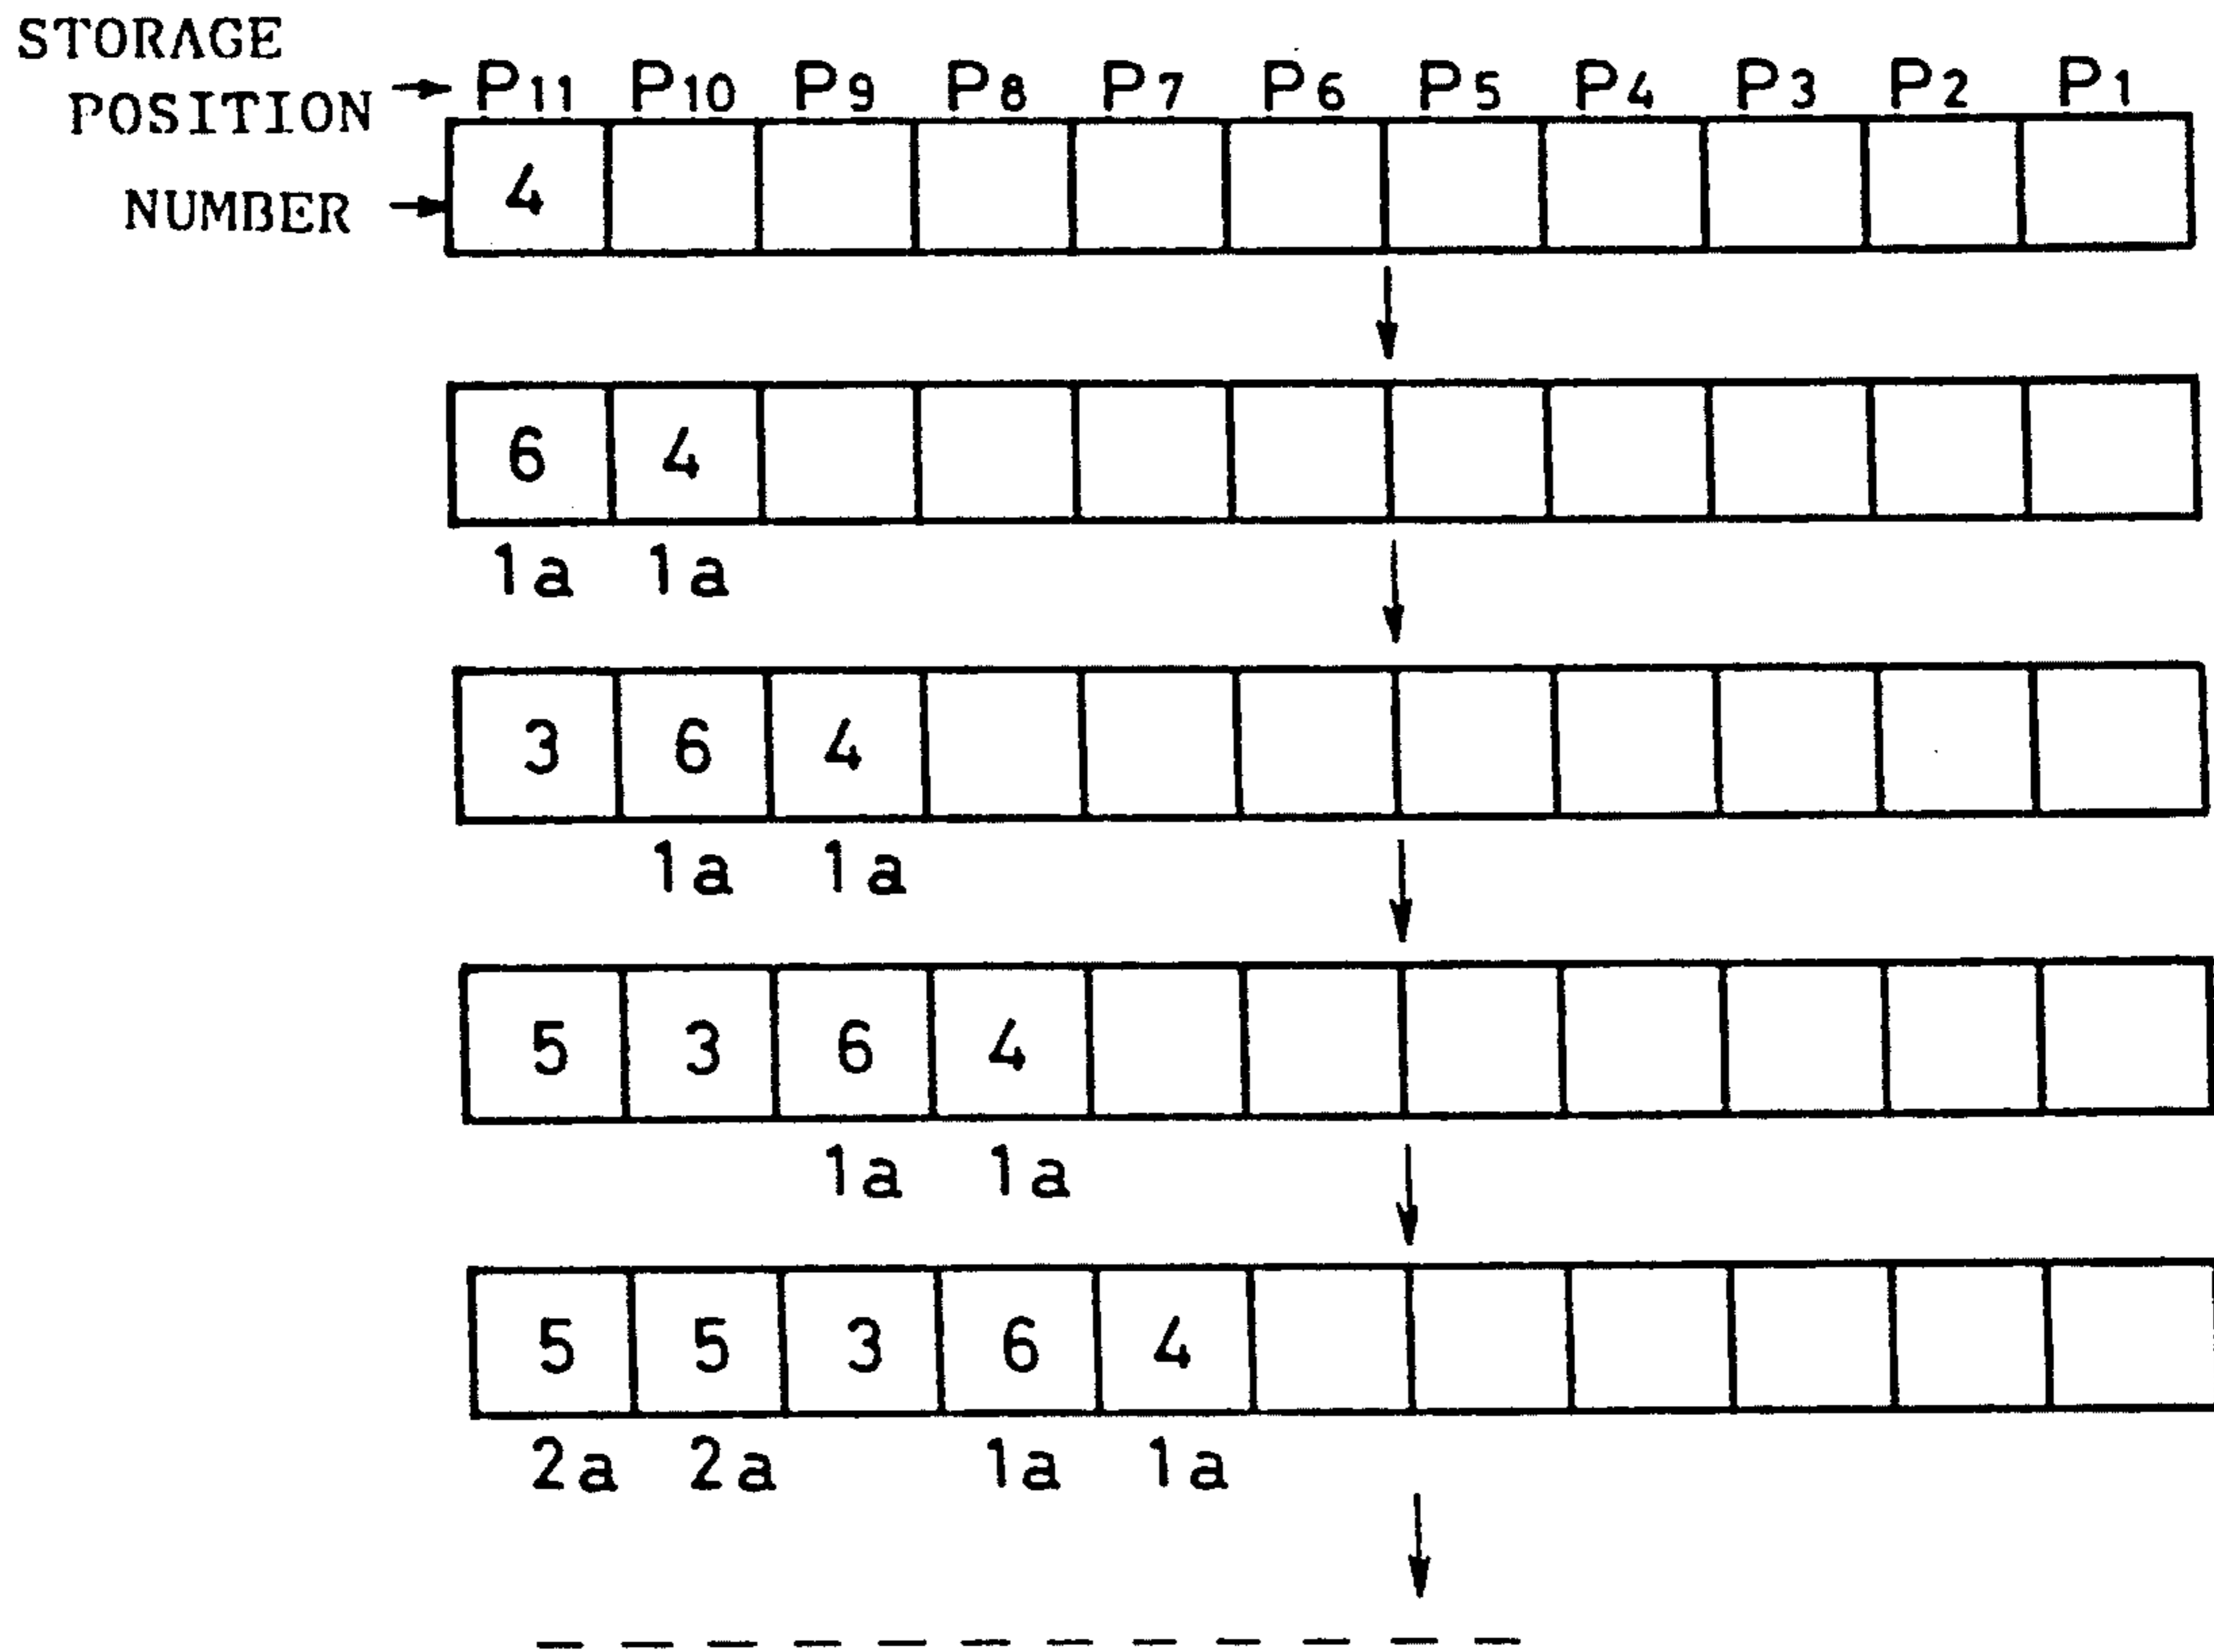 STORAGE
POSITION → P11 P10 P9 P8 P7 P6 P5 P4 P3 P2 P1
NUMBER → 4
6 4
1a 1a
3 6 4
1a 1a
5 3 6 4
1a 1a
5 5 3 6 4
2a 2a 1a 1a